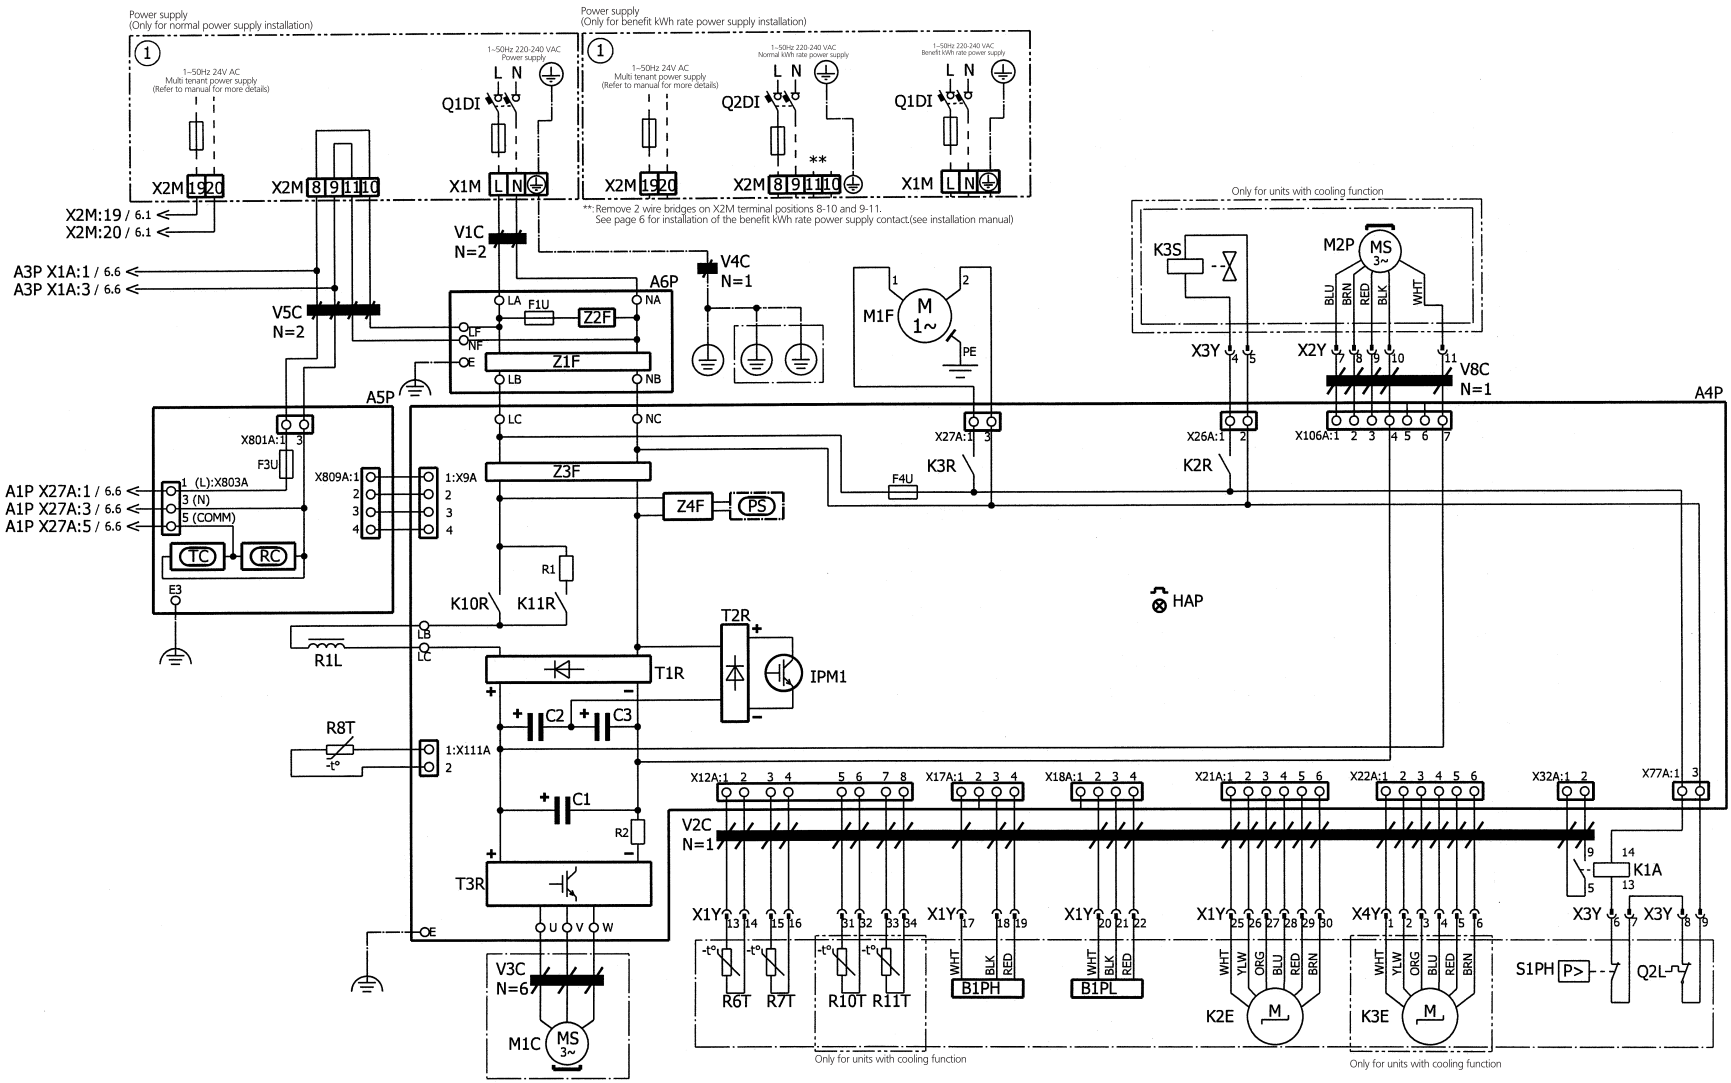 Power supply
(Only for normal power supply installation)
1
1~50Hz 24V AC
Multi tenant power supply
(Refer to manual for more details)
1~50Hz 220-240 VAC
Power supply
L N
Q1DI
X2M 19 20
X2M 8 9 11 10
X1M L N
Power supply
(Only for benefit kWh rate power supply installation)
1
1~50Hz 24V AC
Multi tenant power supply
(Refer to manual for more details)
1~50Hz 220-240 VAC
Normal kWh rate power supply
L N
Q2DI
1~50Hz 220-240 VAC
Benefit kWh rate power supply
L N
Q1DI
**
X2M 19 20
X2M 8 9 11 10
X1M L N
**: Remove 2 wire bridges on X2M terminal positions 8-10 and 9-11.
See page 6 for installation of the benefit kWh rate power supply contact.(see installation manual)
X2M:19 / 6.1
X2M:20 / 6.1
A3P X1A:1 / 6.6
A3P X1A:3 / 6.6
V5C
N=2
V1C
N=2
V4C
N=1
A6P
LA
NA
F1U
Z2F
LF
NF
E
Z1F
LB
NB
M1F
M
1~
1
2
PE
Only for units with cooling function
K3S
M2P
MS
3~
BLU
BRN
RED
BLK
WHT
X3Y 4 5
X2Y 7 8 9 10 11
V8C
N=1
A4P
A5P
X801A:1 3
F3U
1 (L):X803A
3 (N)
5 (COMM)
A1P X27A:1 / 6.6
A1P X27A:3 / 6.6
A1P X27A:5 / 6.6
TC
RC
E3
X809A:1
2
3
4
1:X9A
2
3
4
LC
NC
Z3F
Z4F
PS
X27A:1 3
K3R
F4U
X26A:1 2
K2R
X106A:1 2 3 4 5 6 7
R1
K10R
K11R
LB
LC
R1L
T1R
+
−
T2R
+
−
IPM1
HAP
+ C2
+ C3
R8T
-t°
1:X111A
2
+ C1
R2
+
−
T3R
E
U V W
V3C
N=6
M1C
MS
3~
X12A:1 2 3 4 5 6 7 8
X17A:1 2 3 4
X18A:1 2 3 4
X21A:1 2 3 4 5 6
X22A:1 2 3 4 5 6
X32A:1 2
X77A:1 3
V2C
N=1
9
5
14
13
K1A
X1Y 13 14 15 16 31 32 33 34
X1Y 17 18 19
X1Y 20 21 22
X1Y 25 26 27 28 29 30
X4Y 1 2 3 4 5 6
X3Y 6 7
X3Y 8 9
-t°
-t°
-t°
-t°
R6T
R7T
R10T
R11T
WHT
BLK
RED
B1PH
WHT
BLK
RED
B1PL
WHT
YLW
ORG
BLU
RED
BRN
K2E
M
WHT
YLW
ORG
BLU
RED
BRN
K3E
M
S1PH
P>
Q2L
Only for units with cooling function
Only for units with cooling function